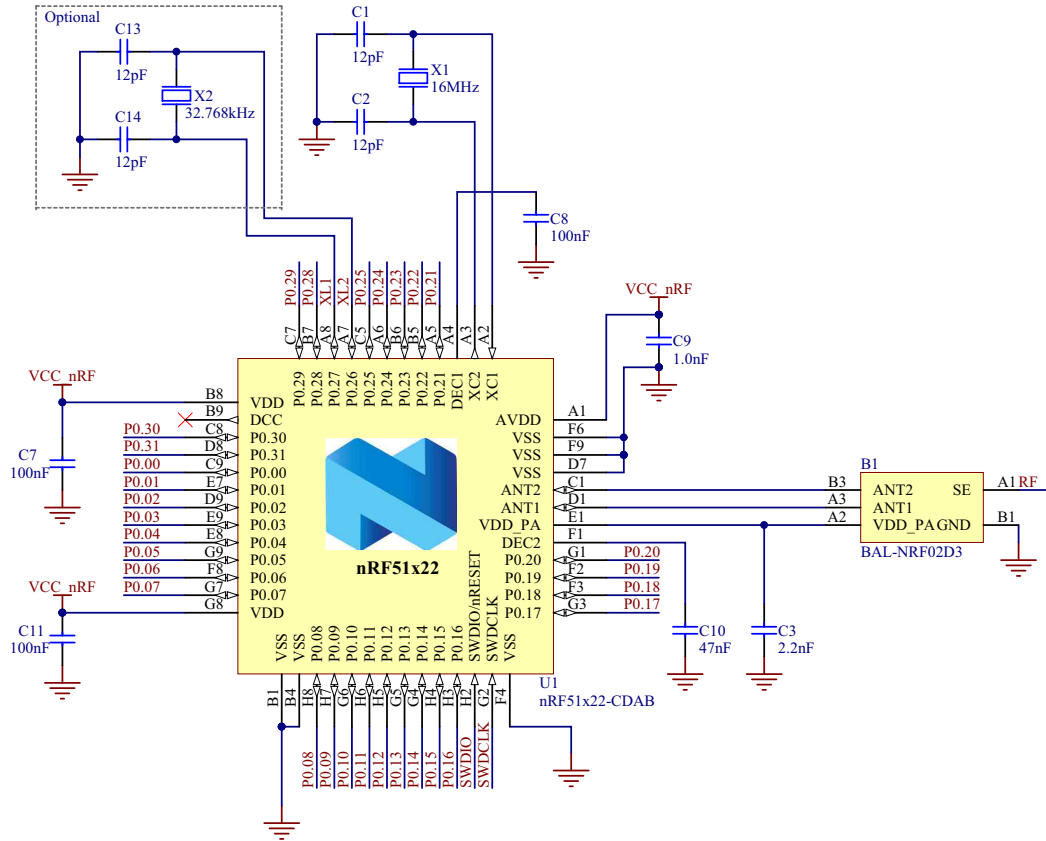 Optional
C13
12pF
X2
32.768kHz
C14
12pF
C1
12pF
X1
16MHz
C2
12pF
C8
100nF
P0.29
P0.28
XL1
XL2
P0.25
P0.24
P0.23
P0.22
P0.21
C7
B7
A8
A7
C5
A6
B6
B5
A5
A4
A3
A2
P0.29
P0.28
P0.27
P0.26
P0.25
P0.24
P0.23
P0.22
P0.21
DEC1
XC2
XC1
VCC_nRF
C9
1.0nF
VCC_nRF
C7
100nF
B8 VDD
B9 DCC
P0.30 C8 P0.30
P0.31 D8 P0.31
P0.00 C9 P0.00
P0.01 E7 P0.01
P0.02 D9 P0.02
P0.03 E9 P0.03
P0.04 E8 P0.04
P0.05 G9 P0.05
P0.06 F8 P0.06
P0.07 G7 P0.07
G8 VDD
VCC_nRF
C11
100nF
nRF51x22
AVDD A1
VSS F6
VSS F9
VSS D7
ANT2 C1
ANT1 D1
VDD_PA E1
DEC2 F1
P0.20 G1 P0.20
P0.19 F2 P0.19
P0.18 F3 P0.18
P0.17 G3 P0.17
B1
B3 ANT2 SE A1 RF
A3 ANT1
A2 VDD_PA GND B1
BAL-NRF02D3
C10
47nF
C3
2.2nF
VSS
VSS
P0.08
P0.09
P0.10
P0.11
P0.12
P0.13
P0.14
P0.15
P0.16
SWDIO/nRESET
SWDCLK
VSS
B1
B4
H8
H7
G6
H6
H5
G5
G4
H4
H3
H2
G2
F4
U1
nRF51x22-CDAB
P0.08
P0.09
P0.10
P0.11
P0.12
P0.13
P0.14
P0.15
P0.16
SWDIO
SWDCLK